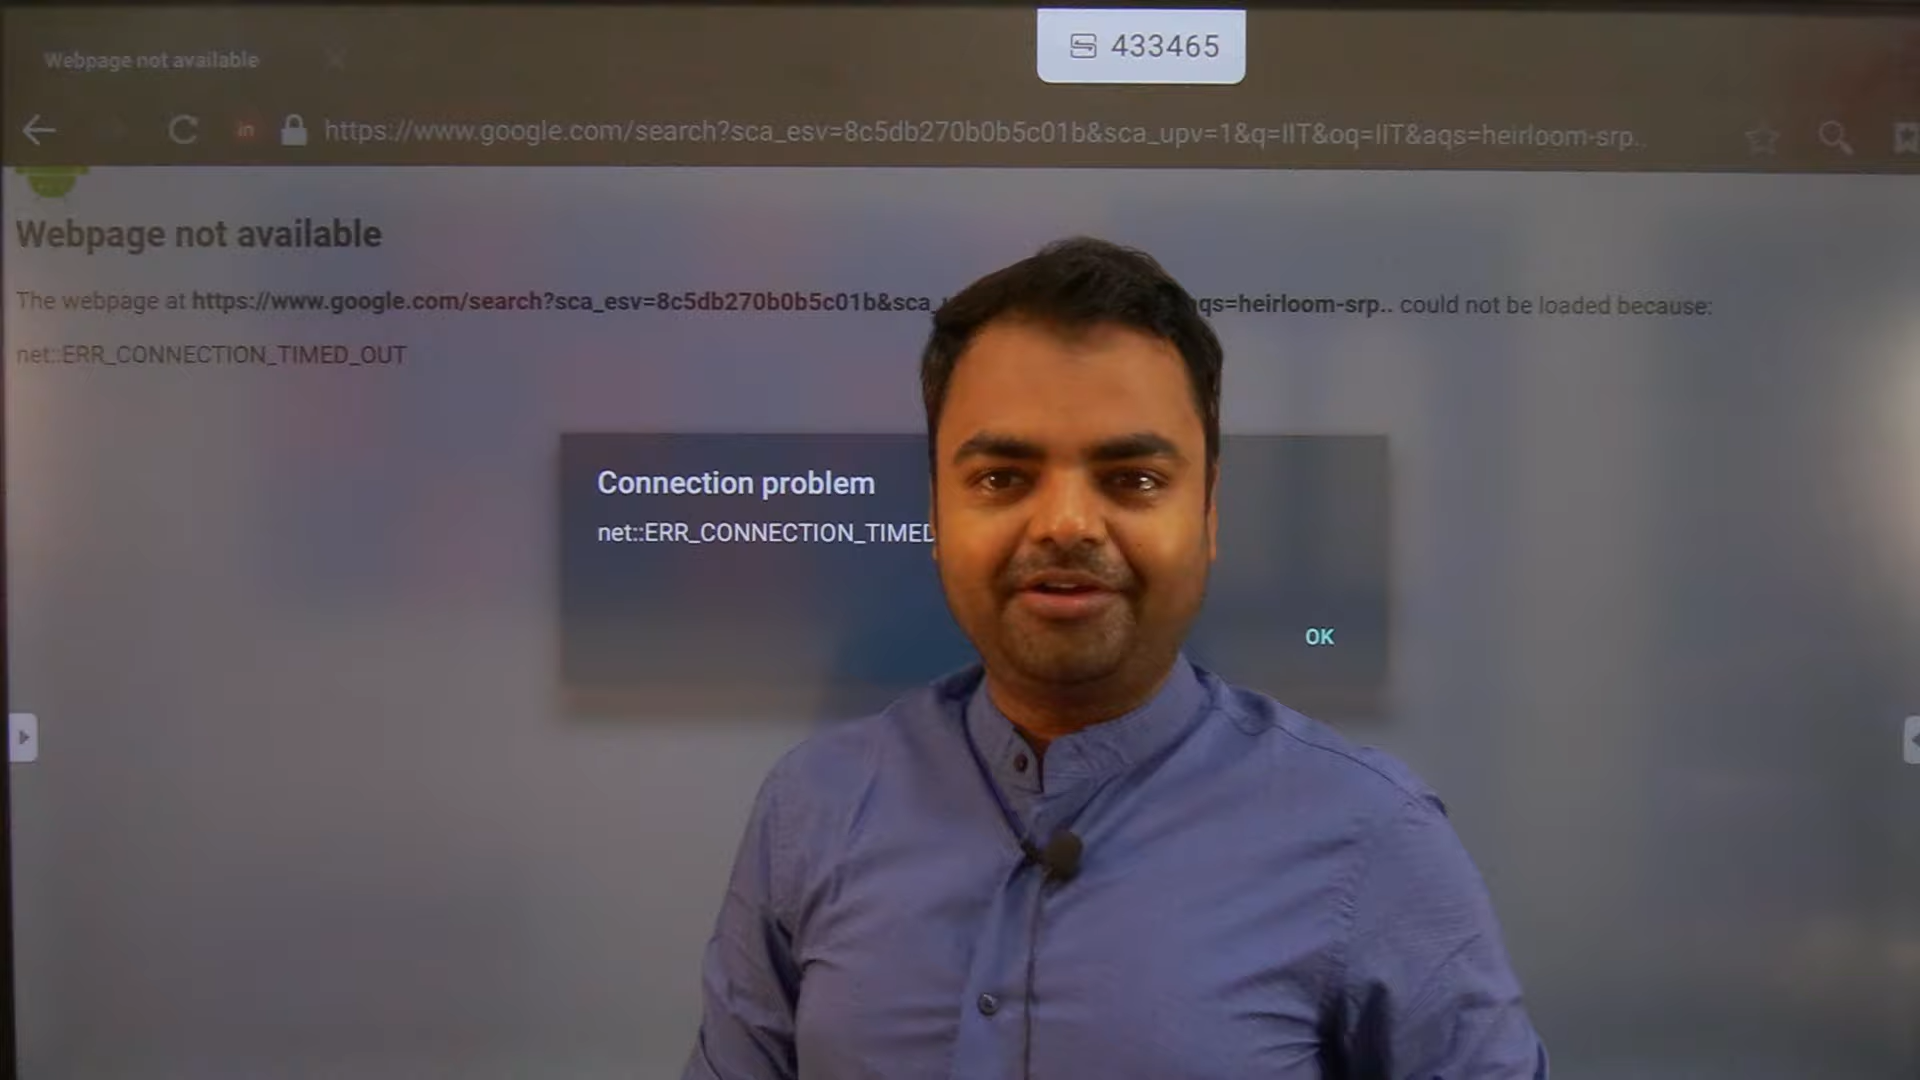 433465
Webpage not available
in
https://www.google.com/search?sca_esv=8c5db270b0b5c01b&sca_upv=1&q=IIT&oq=IIT&aqs=heirloom-srp..
Webpage not available
The webpage at https://www.google.com/search?sca_esv=8c5db270b0b5c01b&sca_ qs=heirloom-srp.. could not be loaded because:
net::ERR_CONNECTION_TIMED_OUT
Connection problem
net::ERR_CONNECTION_TIMED
OK